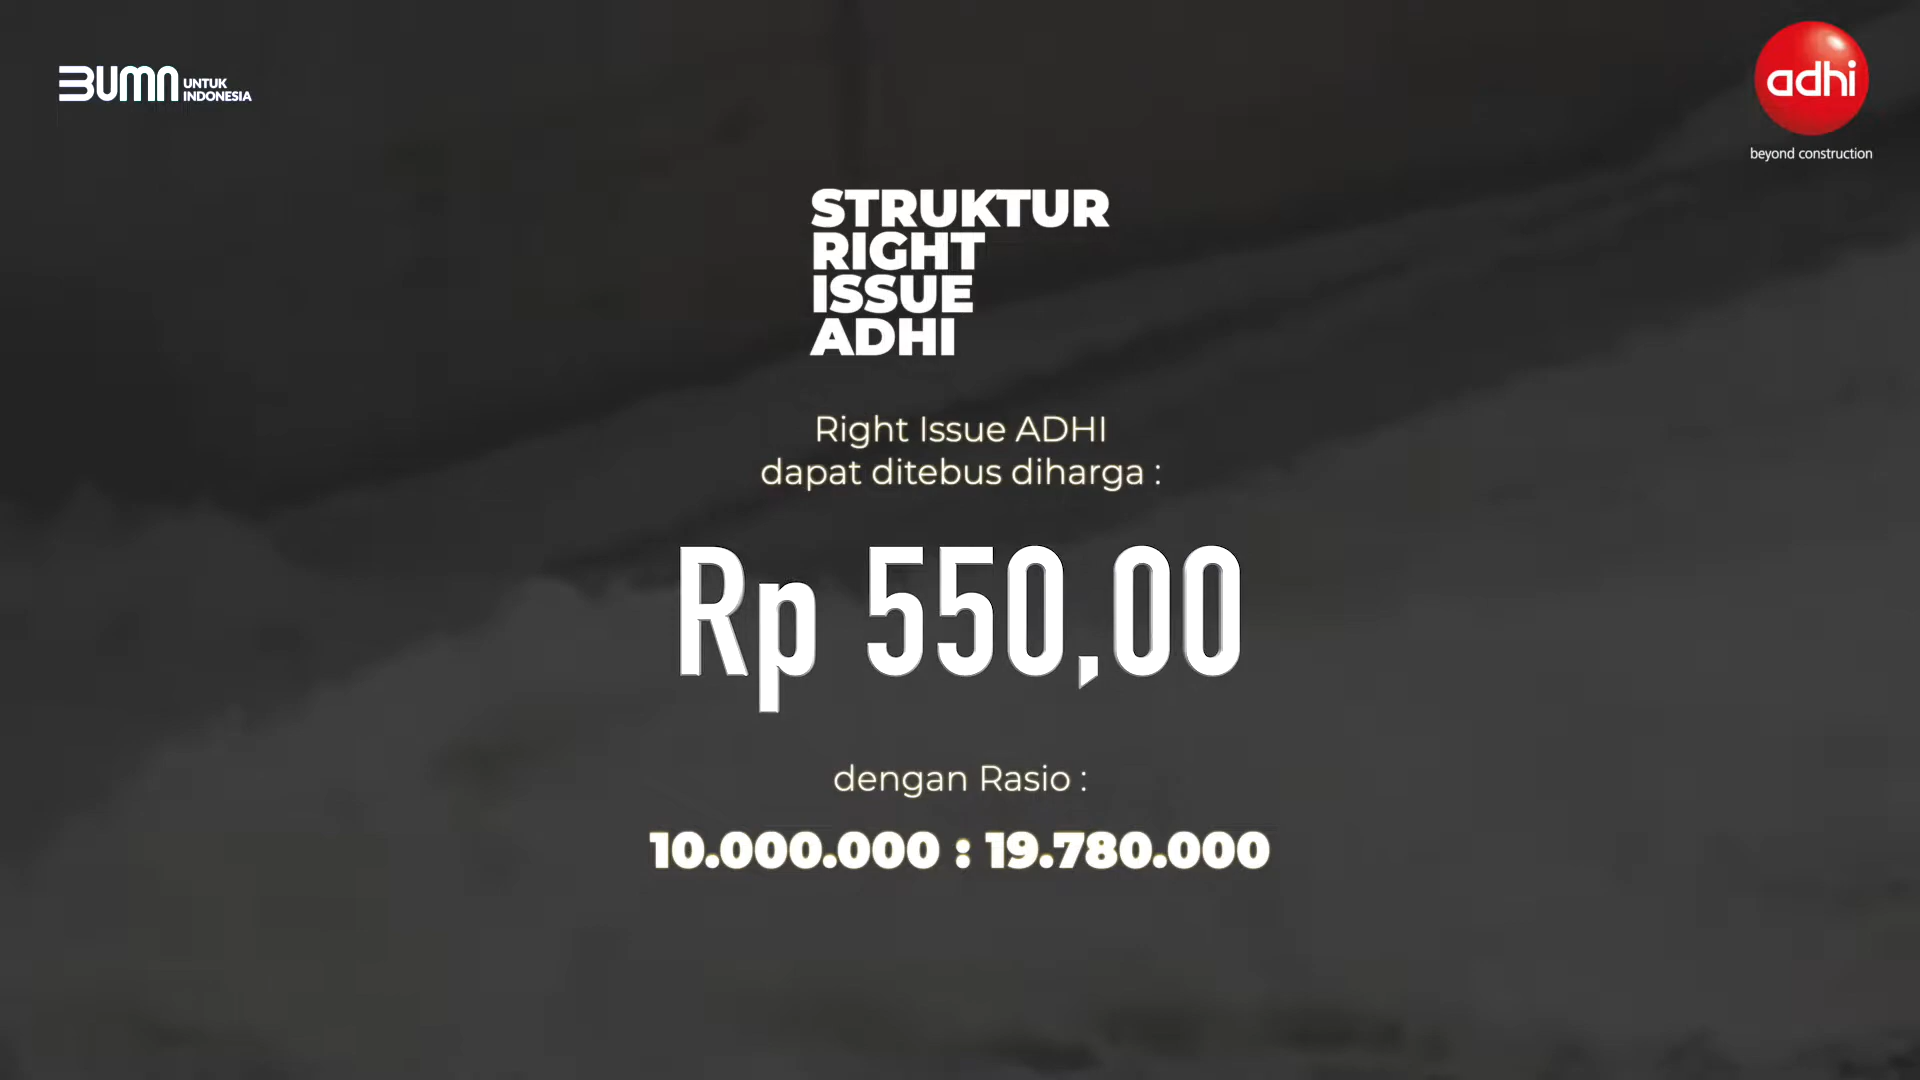 BUMN UNTUK
INDONESIA
adhi
beyond construction
STRUKTUR
RIGHT
ISSUE
ADHI
Right Issue ADHI
dapat ditebus diharga :
Rp 550,00
dengan Rasio :
10.000.000 : 19.780.000